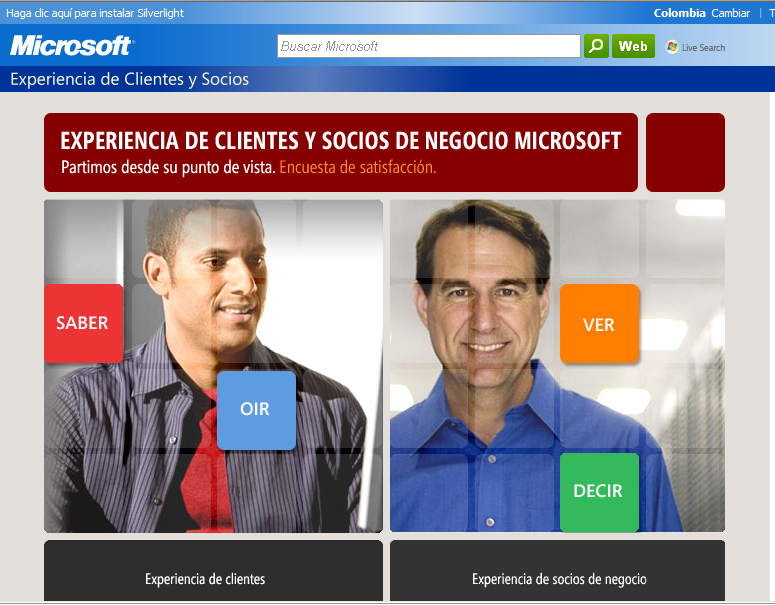 Haga clic aquí para instalar Silverlight
Colombia Cambiar | T
Microsoft®
Buscar Microsoft
Web
Live Search
Experiencia de Clientes y Socios
EXPERIENCIA DE CLIENTES Y SOCIOS DE NEGOCIO MICROSOFT
Partimos desde su punto de vista. Encuesta de satisfacción.
SABER
OIR
VER
DECIR
Experiencia de clientes
Experiencia de socios de negocio